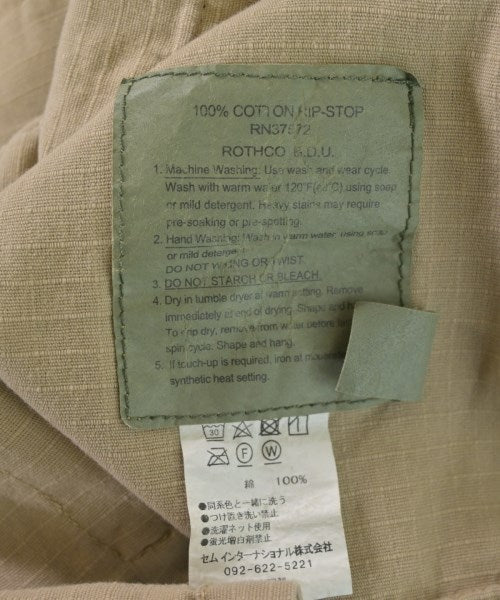 100% COTTON RIP-STOP
RN37572
ROTHCO B.D.U.
1. Machine Washing: Use wash and wear cycle.
Wash with warm water 120°F( °C) using soap
or mild detergent. Heavy stains may require
pre-soaking or pre-spotting.
2. Hand Washing: Wash in warm water using soap
or mild detergent.
DO NOT WRING OR TWIST.
3. DO NOT STARCH OR BLEACH.
4. Dry in tumble dryer at warm setting. Remove
immediately at end of drying. Shape and
To drip dry, remove from water before
spin cycle. Shape and hang.
5. If touch-up is required, iron at moderate
synthetic heat setting.
30
F W
綿 100%
●同系色と一緒に洗う
●つけ置き洗い禁止
●洗濯ネット使用
●蛍光増白剤禁止
セム インターナショナル株式会社
092-622-5221